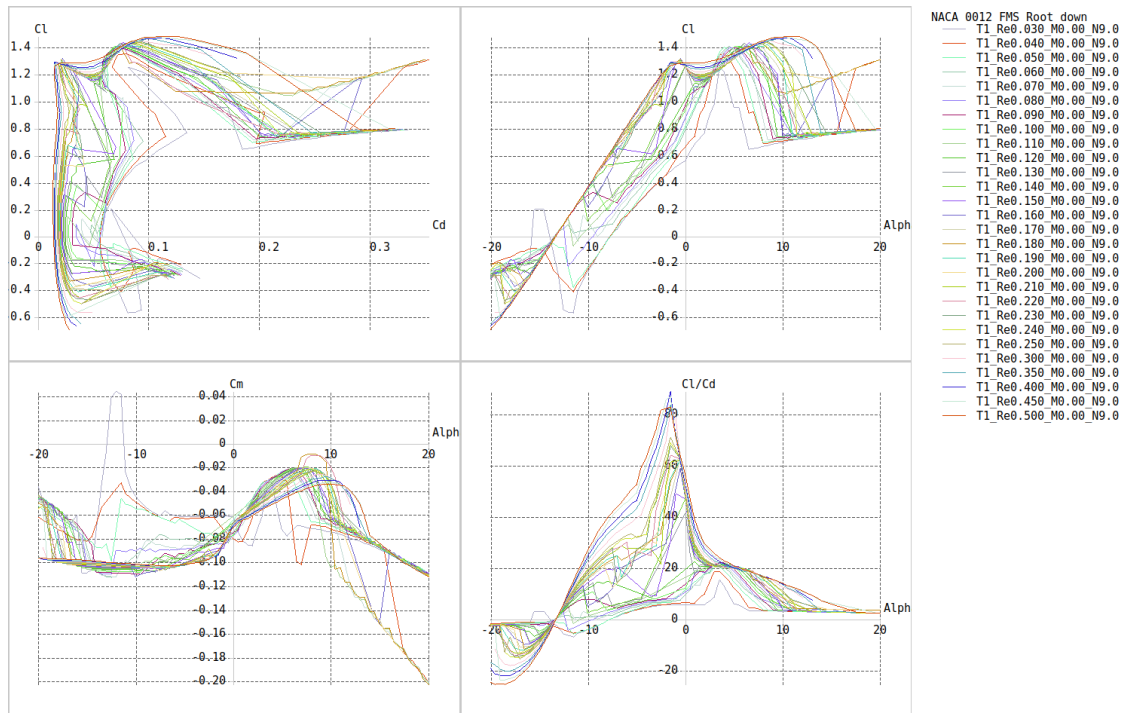 NACA 0012 FMS Root down
T1_Re0.030_M0.00_N9.0
T1_Re0.040_M0.00_N9.0
T1_Re0.050_M0.00_N9.0
T1_Re0.060_M0.00_N9.0
T1_Re0.070_M0.00_N9.0
T1_Re0.080_M0.00_N9.0
T1_Re0.090_M0.00_N9.0
T1_Re0.100_M0.00_N9.0
T1_Re0.110_M0.00_N9.0
T1_Re0.120_M0.00_N9.0
T1_Re0.130_M0.00_N9.0
T1_Re0.140_M0.00_N9.0
T1_Re0.150_M0.00_N9.0
T1_Re0.160_M0.00_N9.0
T1_Re0.170_M0.00_N9.0
T1_Re0.180_M0.00_N9.0
T1_Re0.190_M0.00_N9.0
T1_Re0.200_M0.00_N9.0
T1_Re0.210_M0.00_N9.0
T1_Re0.220_M0.00_N9.0
T1_Re0.230_M0.00_N9.0
T1_Re0.240_M0.00_N9.0
T1_Re0.250_M0.00_N9.0
T1_Re0.300_M0.00_N9.0
T1_Re0.350_M0.00_N9.0
T1_Re0.400_M0.00_N9.0
T1_Re0.450_M0.00_N9.0
T1_Re0.500_M0.00_N9.0
Cl
1.4
1.2
1.0
0.8
0.6
0.4
0.2
0
0.2
0.4
0.6
0
0.1
0.2
0.3
Cd
Cl
1.4
1.2
1.0
0.8
0.6
0.4
0.2
0
-0.2
-0.4
-0.6
-20
-10
0
10
20
Alph
Cm
0.04
0.02
0
-0.02
-0.04
-0.06
-0.08
-0.10
-0.12
-0.14
-0.16
-0.18
-0.20
-20
-10
0
10
20
Alph
Cl/Cd
80
60
40
20
0
-20
-20
-10
0
10
20
Alph